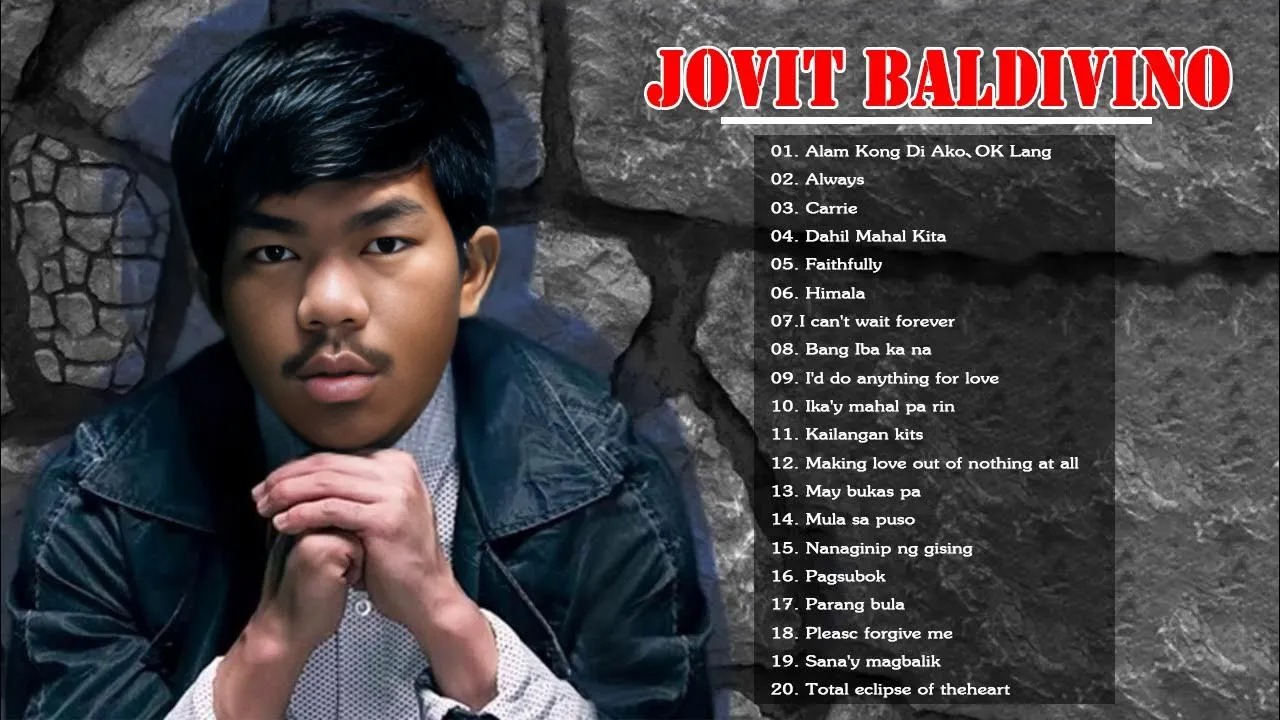 JOVIT BALDIVINO
01. Alam Kong Di Ako、OK Lang
02. Always
03. Carrie
04. Dahil Mahal Kita
05. Faithfully
06. Himala
07.I can't wait forever
08. Bang Iba ka na
09. I'd do anything for love
10. Ika'y mahal pa rin
11. Kailangan kits
12. Making love out of nothing at all
13. May bukas pa
14. Mula sa puso
15. Nanaginip ng gising
16. Pagsubok
17. Parang bula
18. Pleasc forgive me
19. Sana'y magbalik
20. Total eclipse of theheart